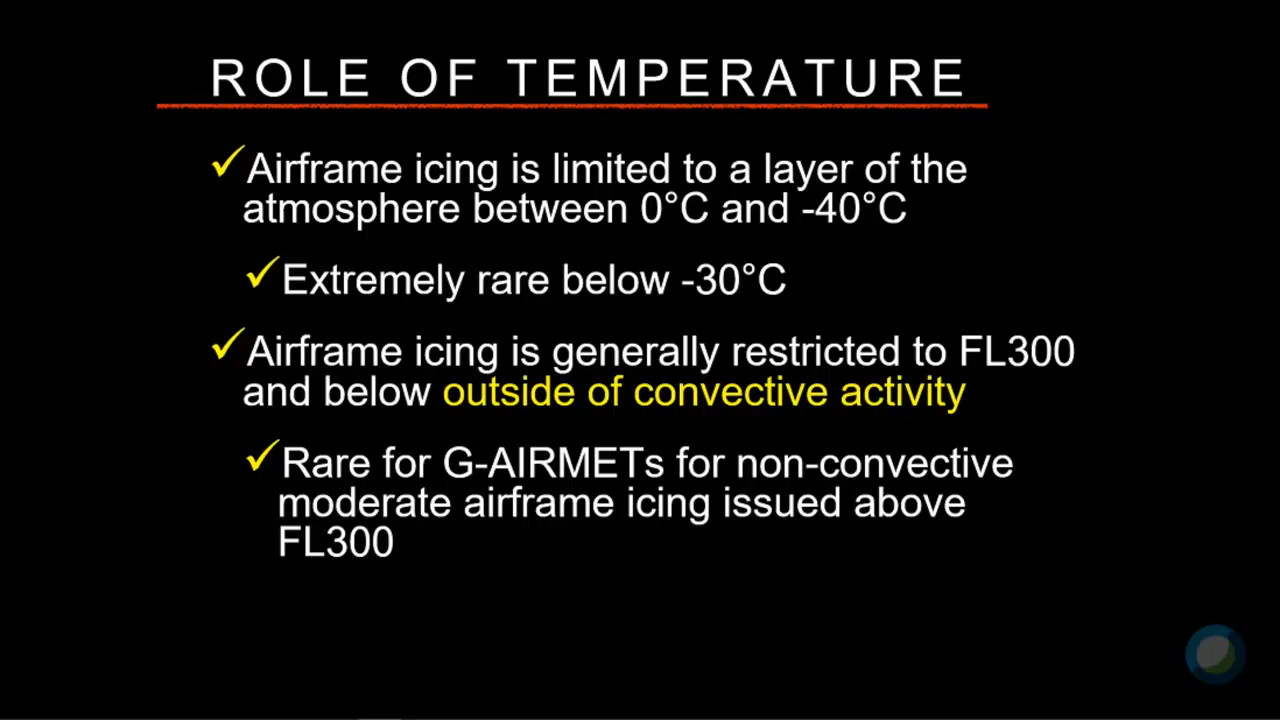 ROLE OF TEMPERATURE
✓Airframe icing is limited to a layer of the
atmosphere between 0°C and -40°C
✓Extremely rare below -30°C
✓Airframe icing is generally restricted to FL300
and below outside of convective activity
✓Rare for G-AIRMETs for non-convective
moderate airframe icing issued above
FL300